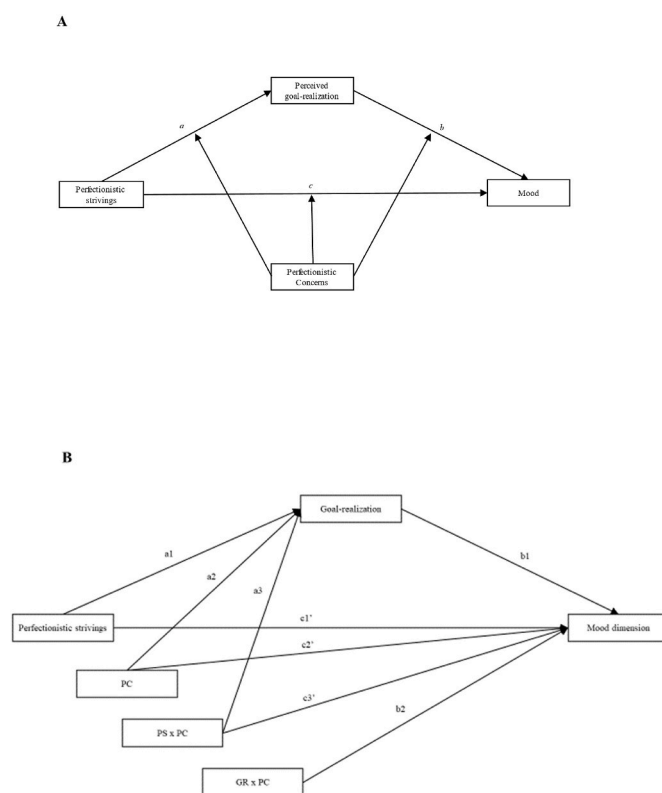 A
Perceived
goal-realization
a
b
Perfectionistic
strivings
c
Mood
Perfectionistic
Concerns
B
Goal-realization
a1
a2
a3
b1
Perfectionistic strivings
c1’
Mood dimension
c2’
PC
c3’
b2
PS x PC
GR x PC